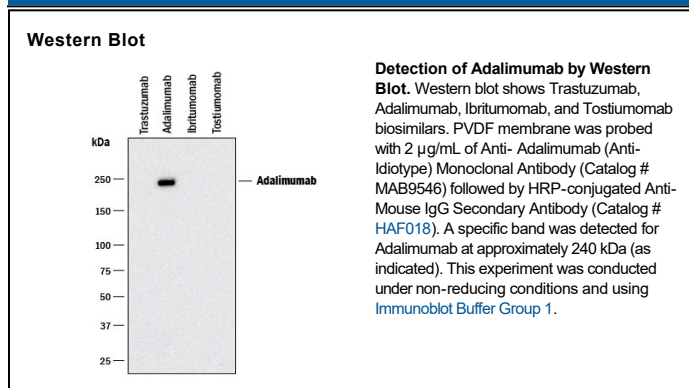 Western Blot
Trastuzumab
Adalimumab
Ibritumomab
Tostiumomab
kDa
250
150
100
75
50
37
25
Adalimumab
Detection of Adalimumab by Western
Blot. Western blot shows Trastuzumab,
Adalimumab, Ibritumomab, and Tostiumomab
biosimilars. PVDF membrane was probed
with 2 µg/mL of Anti- Adalimumab (Anti-
Idiotype) Monoclonal Antibody (Catalog #
MAB9546) followed by HRP-conjugated Anti-
Mouse IgG Secondary Antibody (Catalog #
HAF018). A specific band was detected for
Adalimumab at approximately 240 kDa (as
indicated). This experiment was conducted
under non-reducing conditions and using
Immunoblot Buffer Group 1.